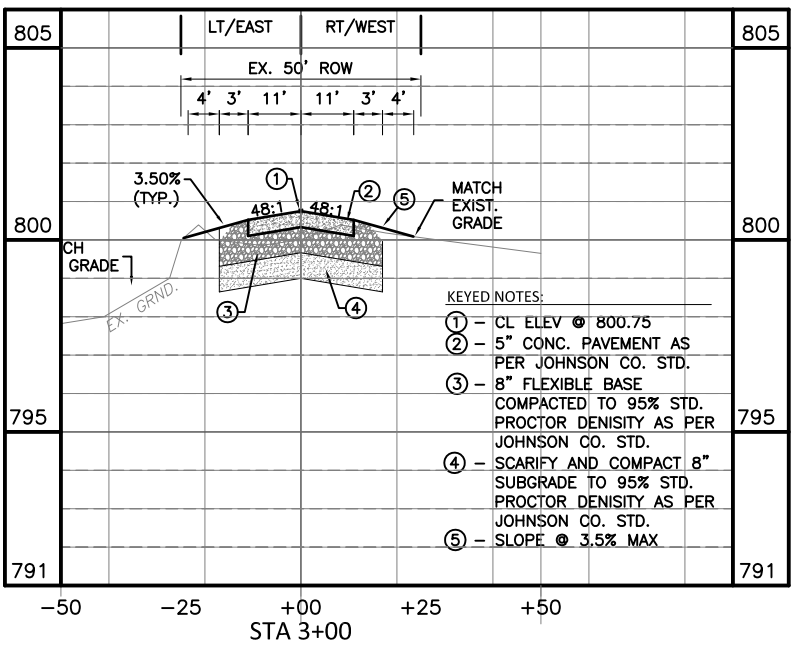 805
LT/EAST
RT/WEST
805
EX. 50' ROW
4'
3'
11'
11'
3'
4'
3.50%
(TYP.)
1
48:1
48:1
2
5
MATCH
EXIST.
GRADE
800
800
CH
GRADE
EX. GRND.
3
4
KEYED NOTES:
1 – CL ELEV @ 800.75
2 – 5" CONC. PAVEMENT AS
PER JOHNSON CO. STD.
3 – 8" FLEXIBLE BASE
COMPACTED TO 95% STD.
PROCTOR DENISITY AS PER
JOHNSON CO. STD.
4 – SCARIFY AND COMPACT 8"
SUBGRADE TO 95% STD.
PROCTOR DENISITY AS PER
JOHNSON CO. STD.
5 – SLOPE @ 3.5% MAX
795
795
791
791
−50
−25
+00
+25
+50
STA 3+00